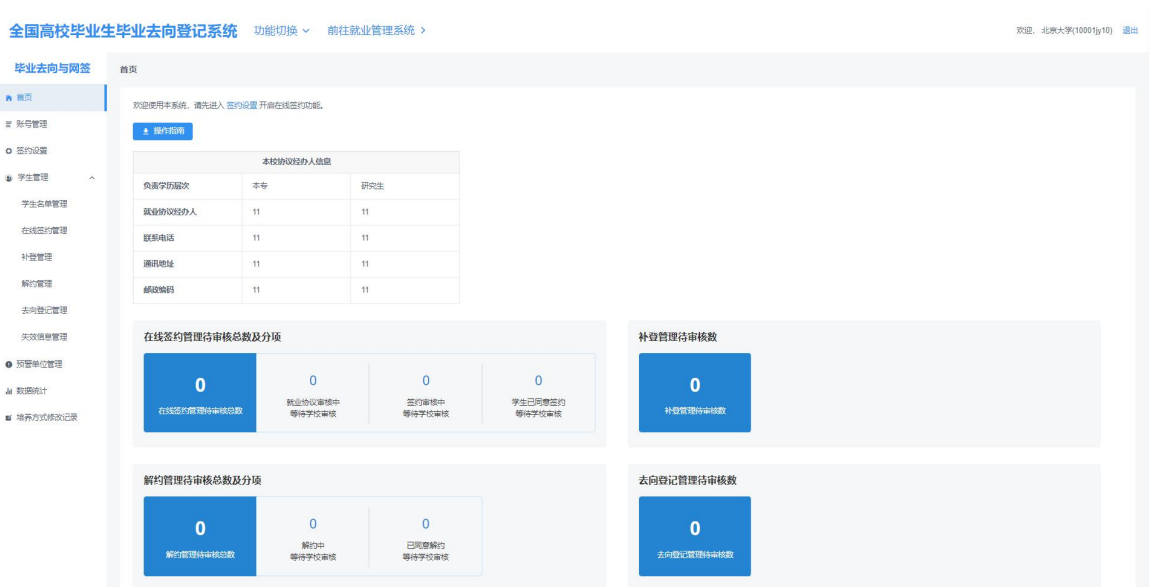 全国高校毕业生毕业去向登记系统 功能切换 前往就业管理系统 欢迎，北京大学(10001jy10) 退出
毕业去向与网签
首页
账号管理
签约设置
学生管理
学生名单管理
在线签约管理
补登管理
解约管理
去向登记管理
失效信息管理
预警单位管理
数据统计
培养方式修改记录
首页
欢迎使用本系统，请先进入 签约设置 开启在线签约功能。
操作指南
本校协议经办人信息
负责学历层次 本专 研究生
就业协议经办人 11 11
联系电话 11 11
通讯地址 11 11
邮政编码 11 11
在线签约管理待审核总数及分项
0 0 0 0
在线签约管理待审核总数 就业协议审核中 签约审核中 学生已同意签约
等待学校审核 等待学校审核 等待学校审核
补登管理待审核数
0
补登管理待审核数
解约管理待审核总数及分项
0 0 0
解约管理待审核总数 解约中 已同意解约
等待学校审核 等待学校审核
去向登记管理待审核数
0
去向登记管理待审核数